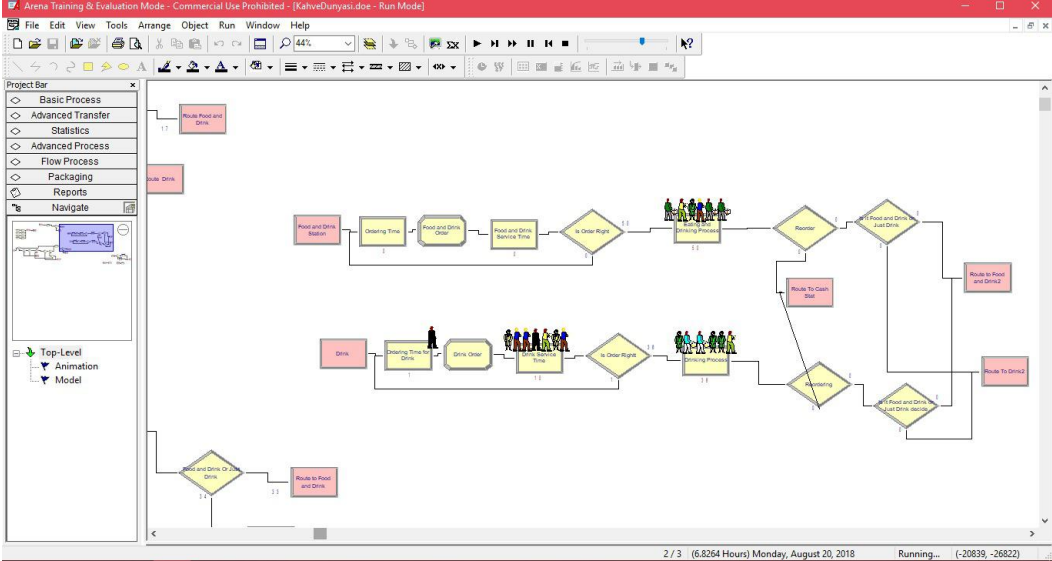 Arena Training & Evaluation Mode - Commercial Use Prohibited - [KahveDunyasi.doe - Run Mode]
File Edit View Tools Arrange Object Run Window Help
44%
Project Bar
Basic Process
Advanced Transfer
Statistics
Advanced Process
Flow Process
Packaging
Reports
Navigate
Top-Level
Animation
Model
Route Food and
Drink
Route Drink
Food and Drink
Station
Ordering Time
Food and Drink
Order
Food and Drink
Service Time
Is Order Right
Eating and
Drinking Process
Reorder
Is it Food and Drink or
Just Drink
Route to Food
and Drink2
Route To Cash
Stat
Drink
Ordering Time for
Drink
Drink Order
Drink Service
Time
Is Order Right
Drinking Process
Reordering
Is it Food and Drink or
Just Drink decide
Route To Drink2
Food and Drink Or Just
Drink
Route to Food
and Drink
2 / 3 (6.8264 Hours) Monday, August 20, 2018 Running... (-20839, -26822)